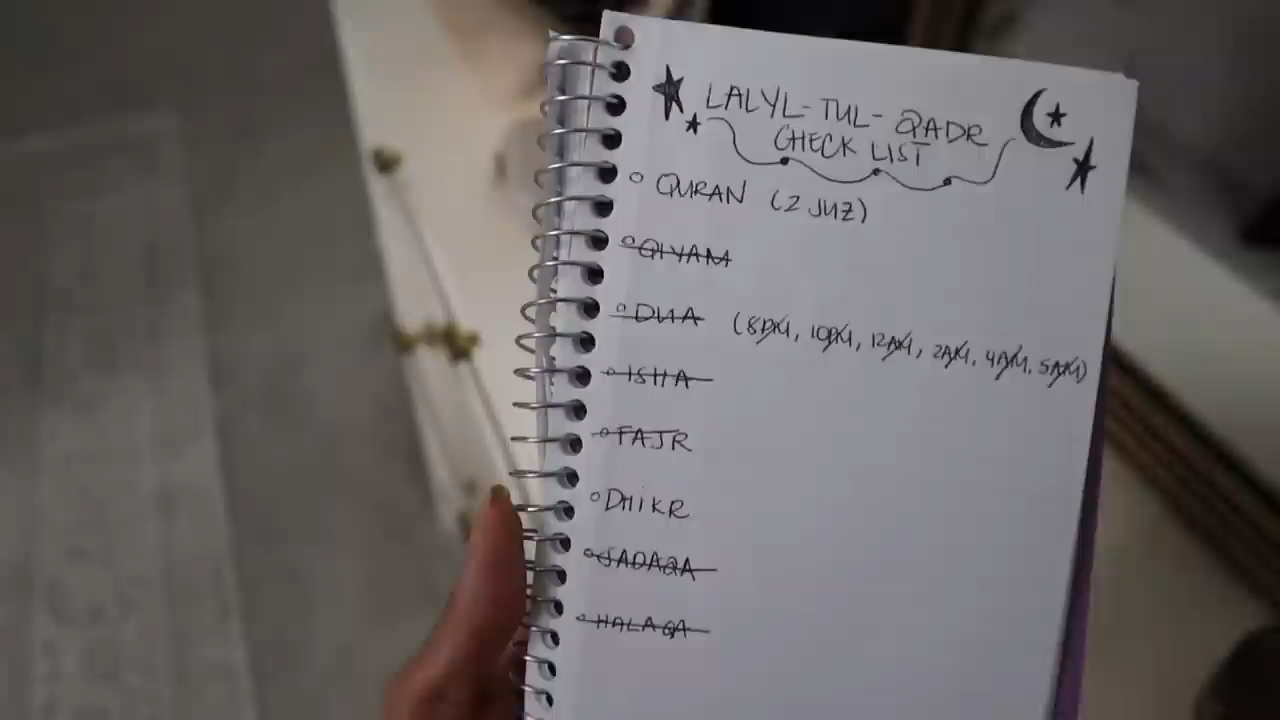 LALYL-TUL-QADR
CHECK LIST
QURAN (2 JUZ)
QIYAM
DUA (8PM, 10PM, 12AM, 2AM, 4AM, 5AM)
ISHA
FAJR
DHIKR
SADAQA
HALAQA